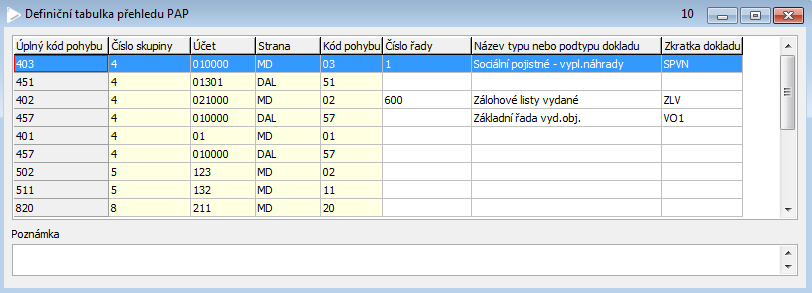 Definiční tabulka přehledu PAP 10
Úplný kód pohybu Číslo skupiny Účet Strana Kód pohybu Číslo řady Název typu nebo podtypu dokladu Zkratka dokladu
403 4 010000 MD 03 1 Sociální pojistné - vypl.náhrady SPVN
451 4 01301 DAL 51
402 4 021000 MD 02 600 Zálohové listy vydané ZLV
457 4 010000 DAL 57 Základní řada vyd.obj. VO1
401 4 01 MD 01
457 4 010000 DAL 57
502 5 123 MD 02
511 5 132 MD 11
820 8 211 MD 20
Poznámka